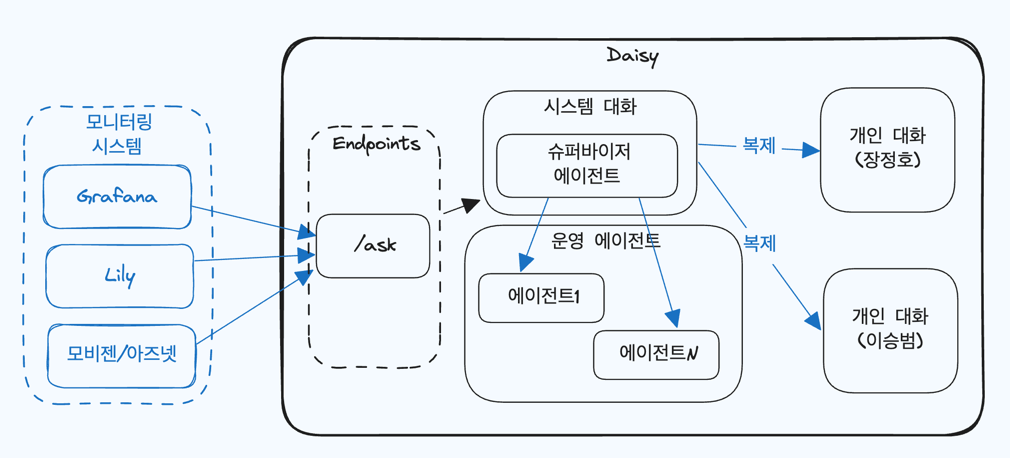 Daisy
모니터링
시스템
Grafana
Lily
모비젠/아즈넷
Endpoints
/ask
시스템 대화
슈퍼바이저
에이전트
운영 에이전트
에이전트1
에이전트N
복제
복제
개인 대화
(장정호)
개인 대화
(이승범)